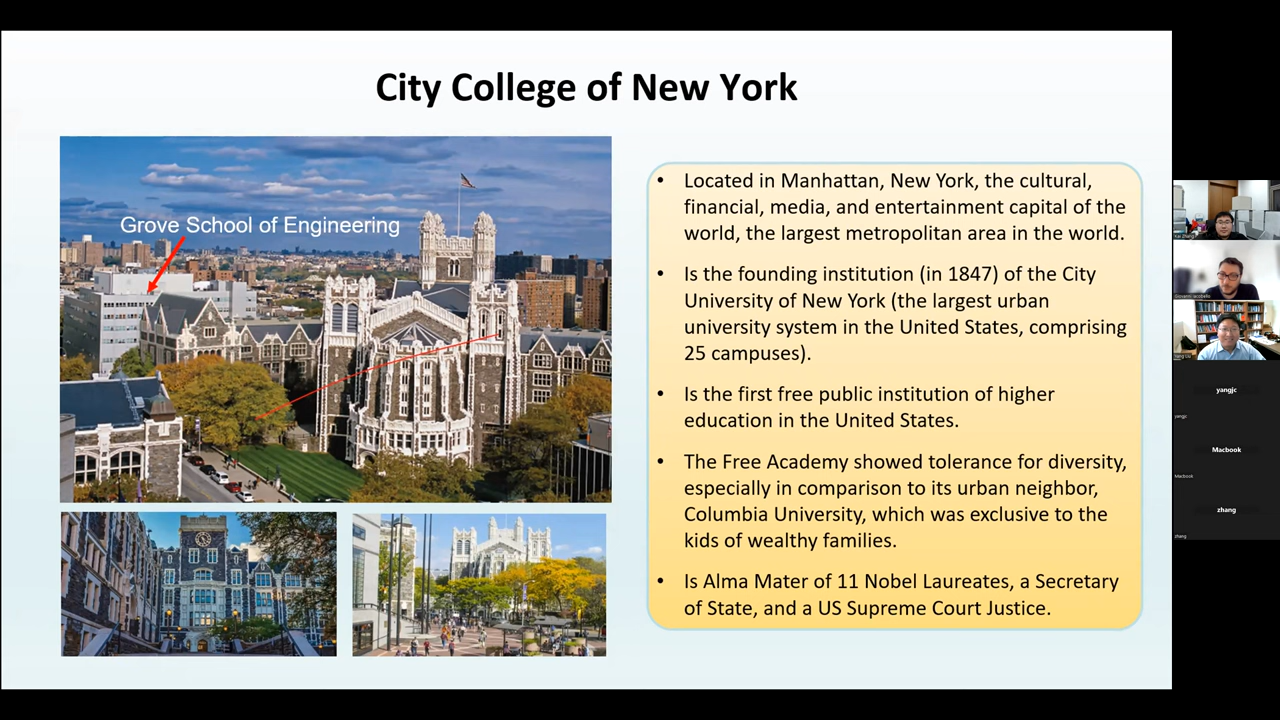 City College of New York
Grove School of Engineering
• Located in Manhattan, New York, the cultural,
financial, media, and entertainment capital of the
world, the largest metropolitan area in the world.
• Is the founding institution (in 1847) of the City
University of New York (the largest urban
university system in the United States, comprising
25 campuses).
• Is the first free public institution of higher
education in the United States.
• The Free Academy showed tolerance for diversity,
especially in comparison to its urban neighbor,
Columbia University, which was exclusive to the
kids of wealthy families.
• Is Alma Mater of 11 Nobel Laureates, a Secretary
of State, and a US Supreme Court Justice.
Kai Zhang
Yang Liu
yangjc
yangjc
Macbook
Macbook
zhang
zhang